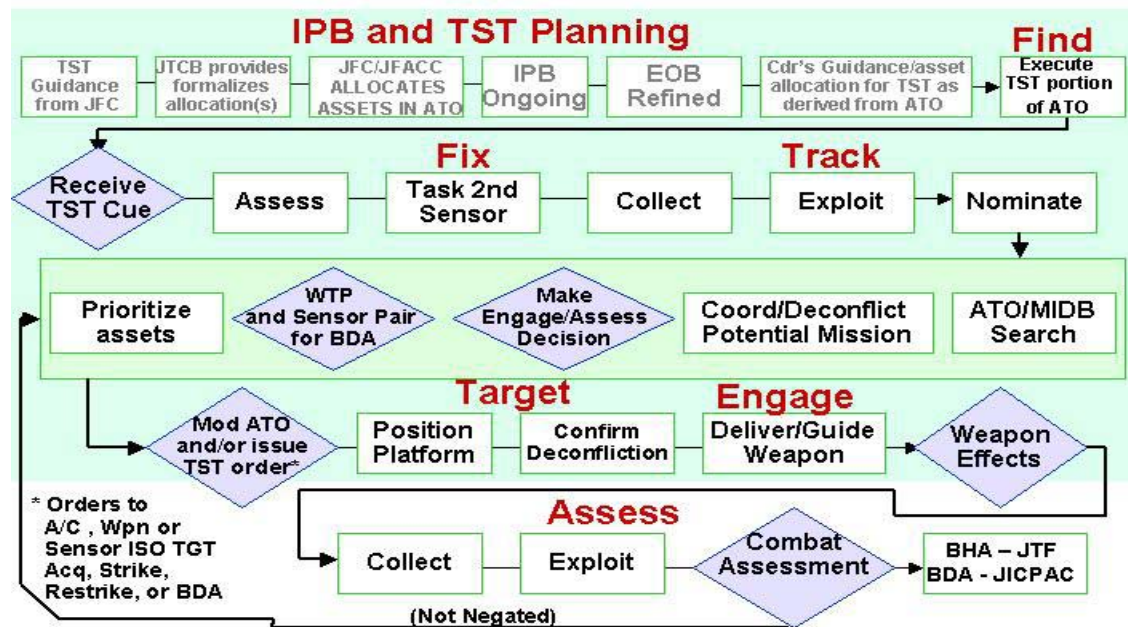 IPB and TST Planning
Find
TST
Guidance
from JFC
JTCB provides
formalizes
allocation(s)
JFC/JFACC
ALLOCATES
ASSETS IN ATO
IPB
Ongoing
EOB
Refined
Cdr's Guidance/asset
allocation for TST as
derived from ATO
Execute
TST portion
of ATO
Fix
Track
Receive
TST Cue
Assess
Task 2nd
Sensor
Collect
Exploit
Nominate
Prioritize
assets
WTP
and Sensor Pair
for BDA
Make
Engage/Assess
Decision
Coord/Deconflict
Potential Mission
ATO/MIDB
Search
Target
Engage
Mod ATO
and/or issue
TST order*
Position
Platform
Confirm
Deconfliction
Deliver/Guide
Weapon
Weapon
Effects
* Orders to
A/C , Wpn or
Sensor ISO TGT
Acq, Strike,
Restrike, or BDA
Assess
Collect
Exploit
Combat
Assessment
BHA – JTF
BDA - JICPAC
(Not Negated)